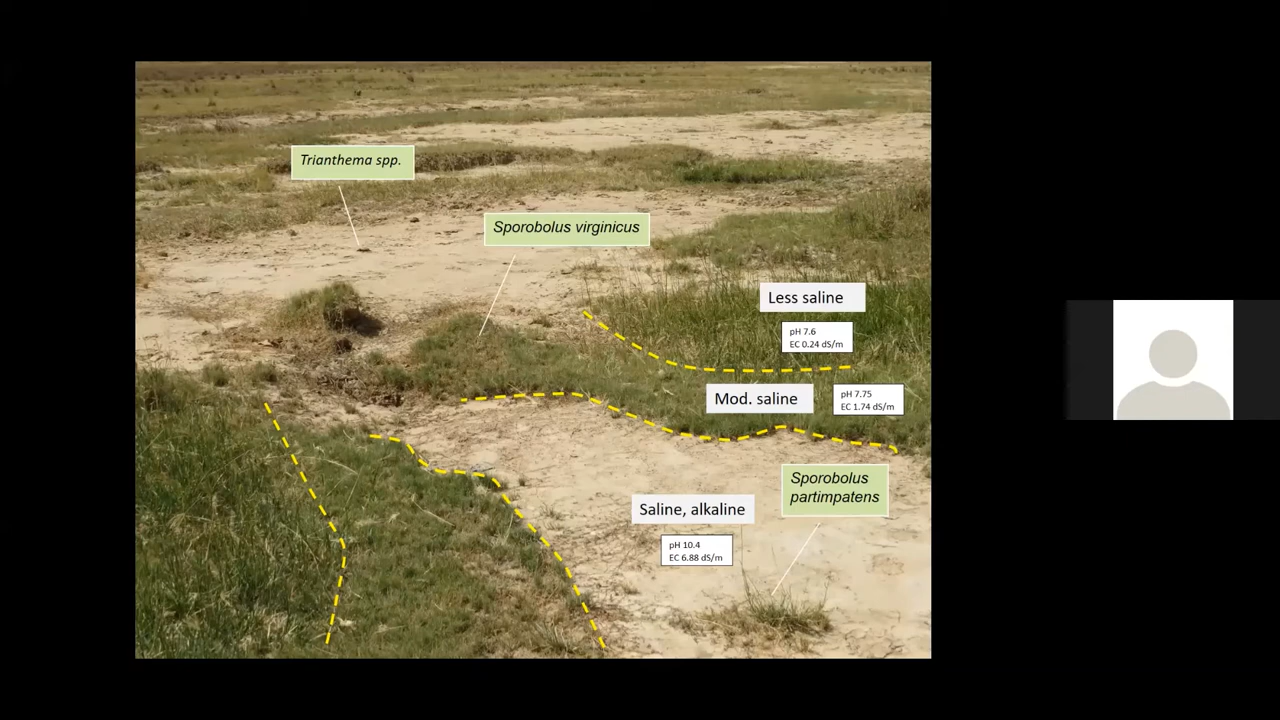 Trianthema spp.
Sporobolus virginicus
Less saline
pH 7.6
EC 0.24 dS/m
Mod. saline
pH 7.75
EC 1.74 dS/m
Sporobolus
partimpatens
Saline, alkaline
pH 10.4
EC 6.88 dS/m